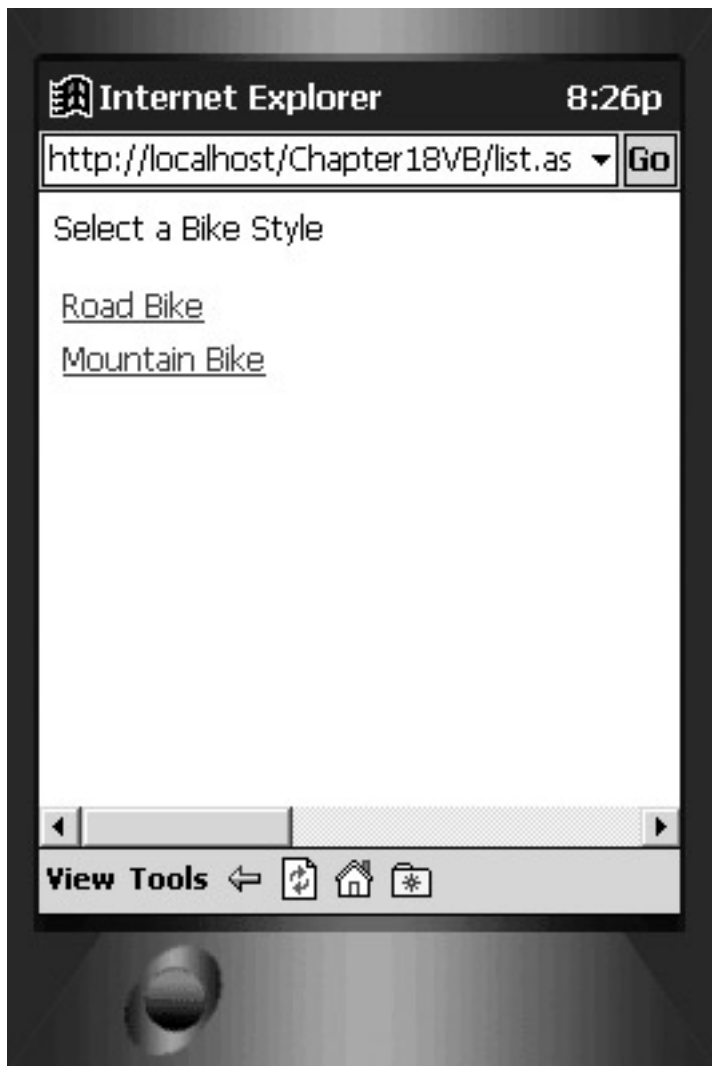 Internet Explorer 8:26p
http://localhost/Chapter18VB/list.as Go
Select a Bike Style
Road Bike
Mountain Bike
View Tools